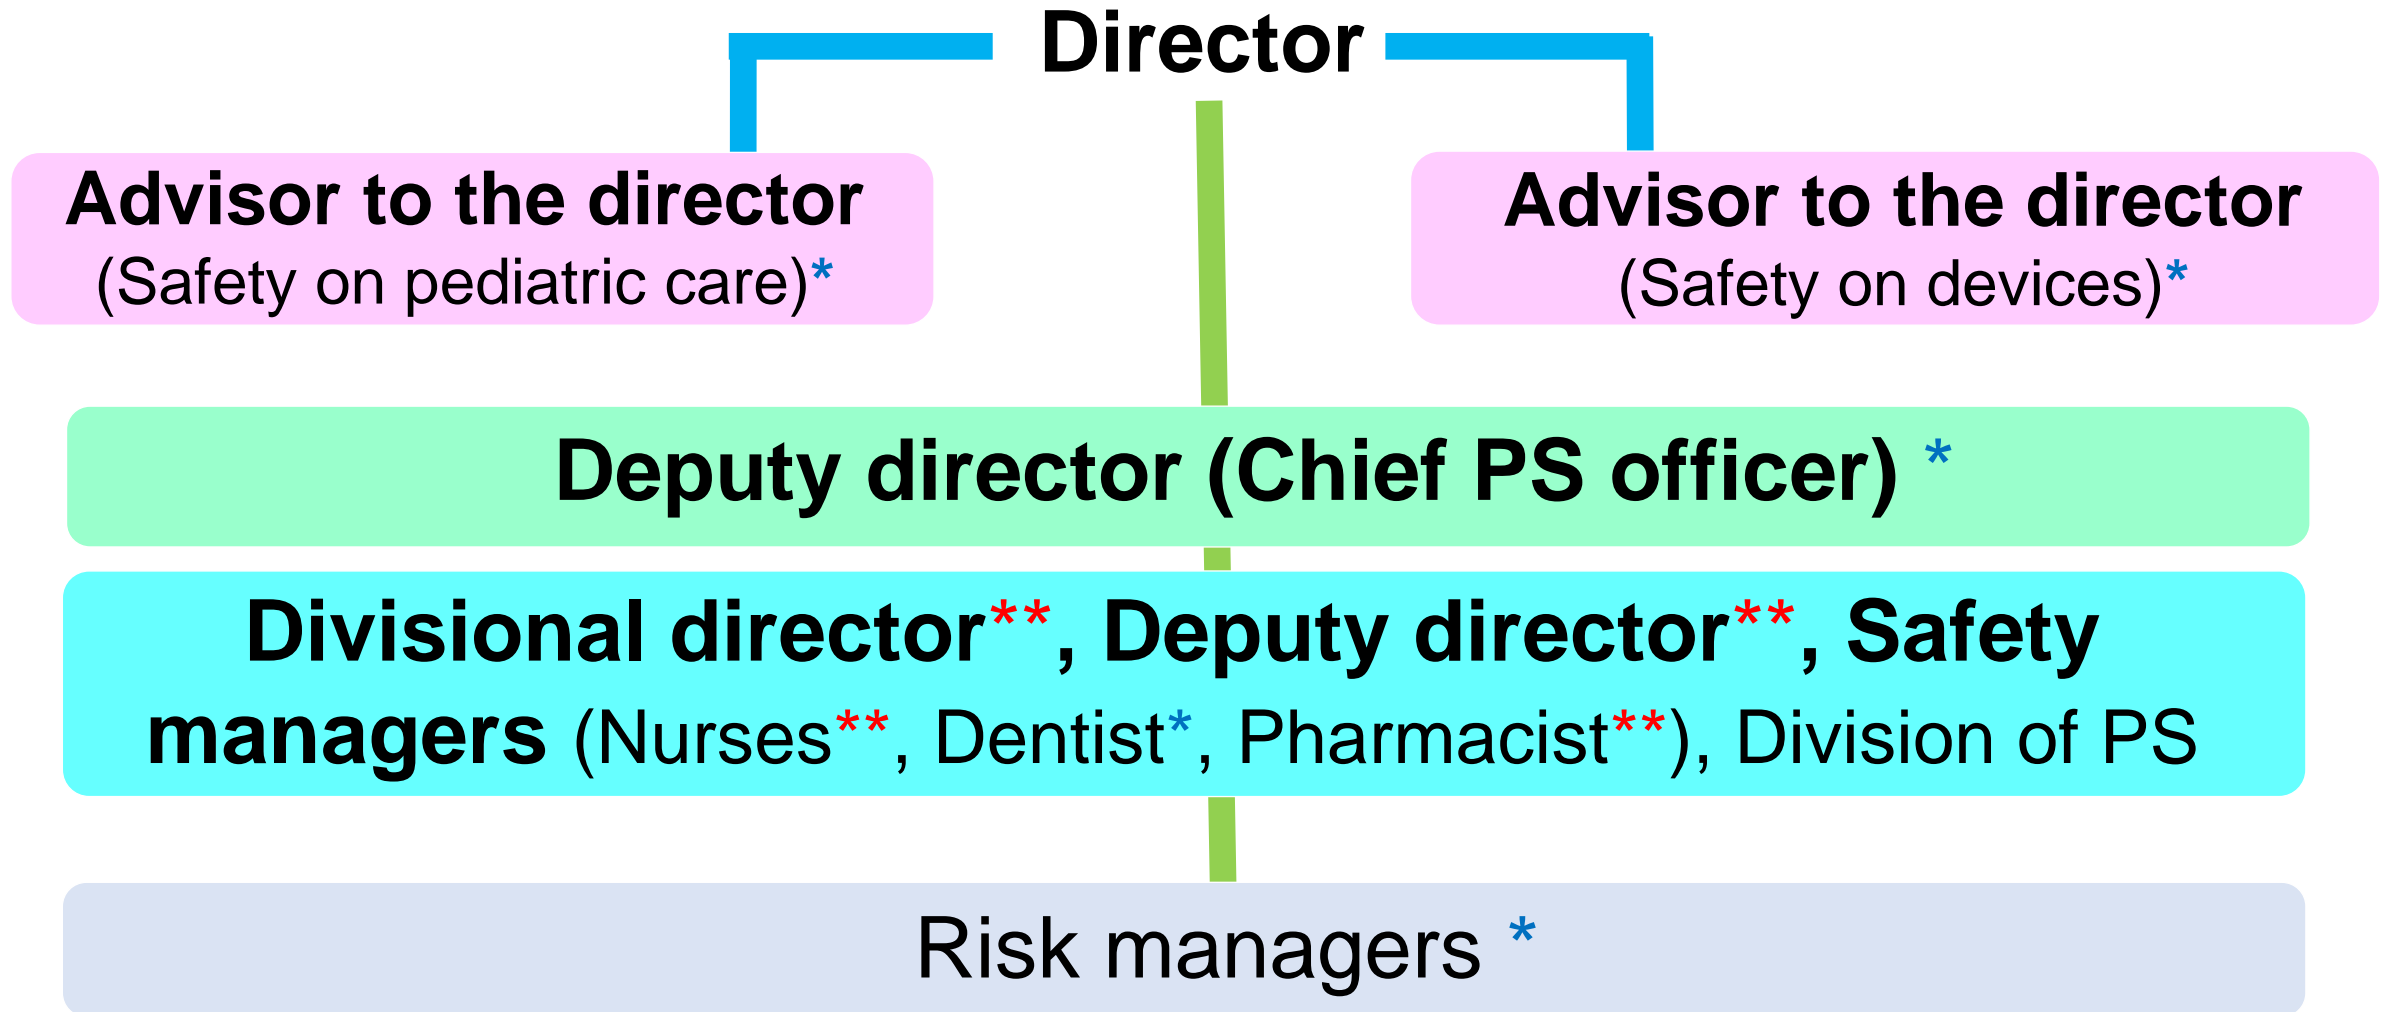 Director
Advisor to the director
(Safety on pediatric care)*
Advisor to the director
(Safety on devices)*
Deputy director (Chief PS officer) *
Divisional director**, Deputy director**, Safety
managers (Nurses**, Dentist*, Pharmacist**), Division of PS
Risk managers *